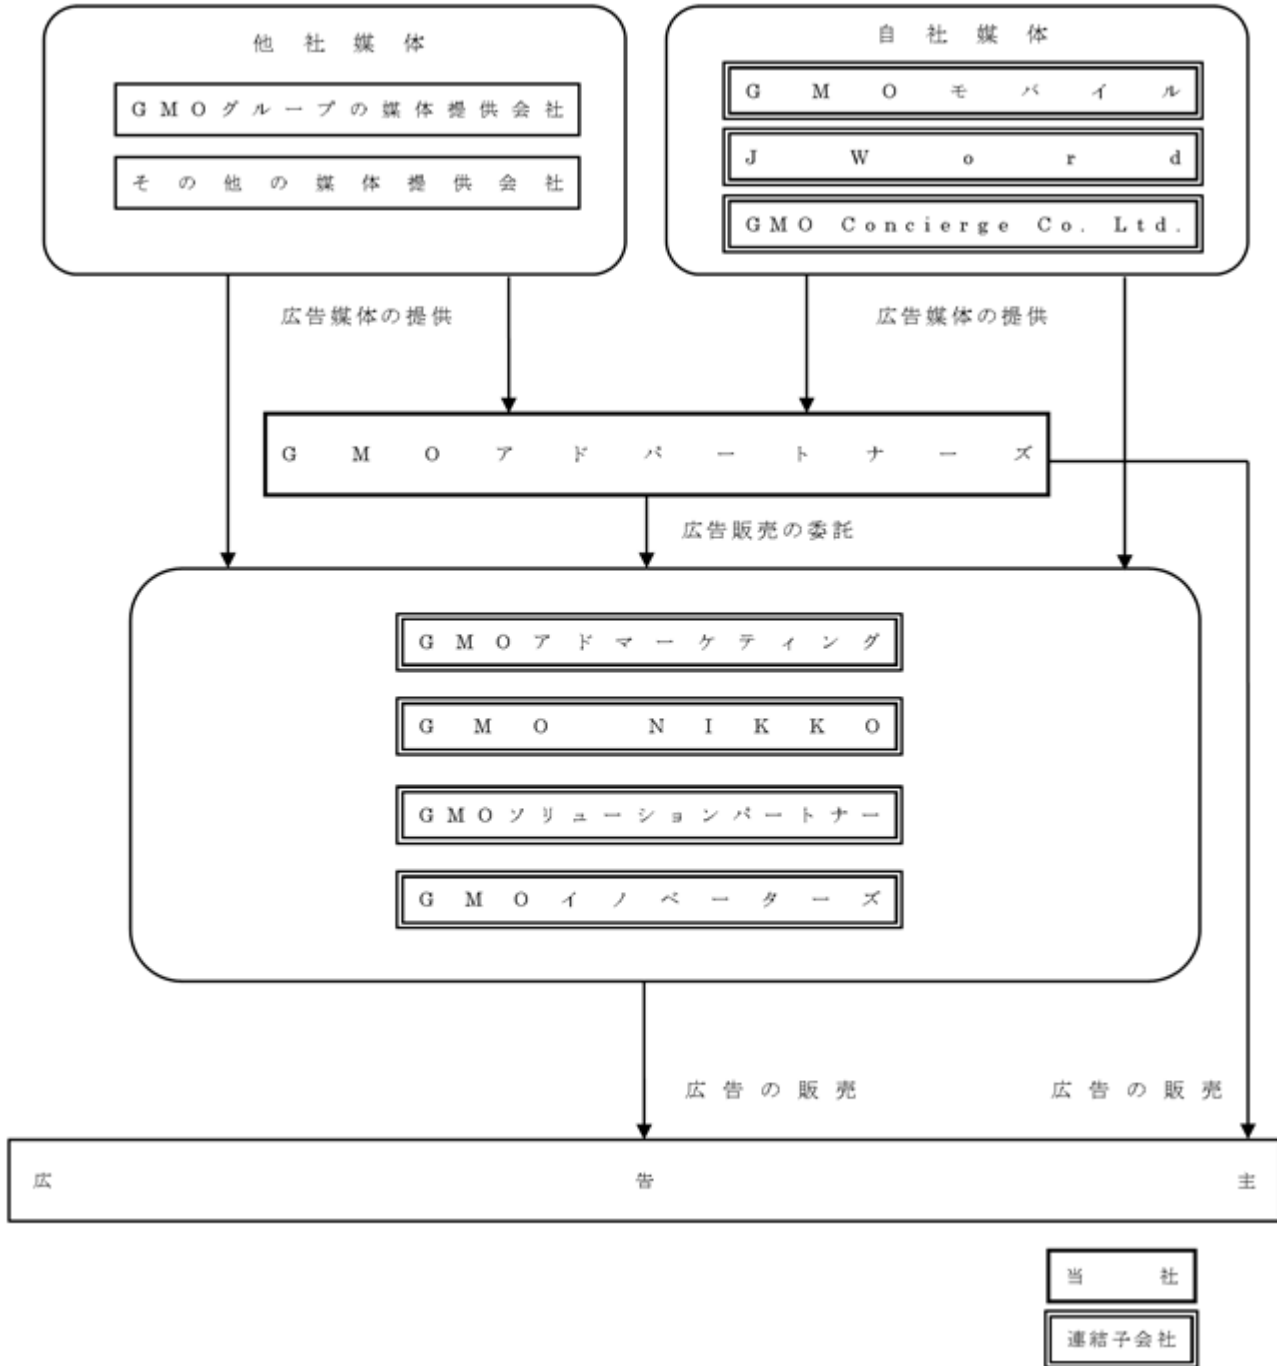 他社媒体
GMOグループの媒体提供会社
その他の媒体提供会社
自社媒体
GMOモバイル
JWord
GMO Concierge Co. Ltd.
広告媒体の提供
広告媒体の提供
GMOアドパートナーズ
広告販売の委託
GMOアドマーケティング
GMO NIKKO
GMOソリューションパートナー
GMOイノベーターズ
広告の販売
広告の販売
広告主
当社
連結子会社